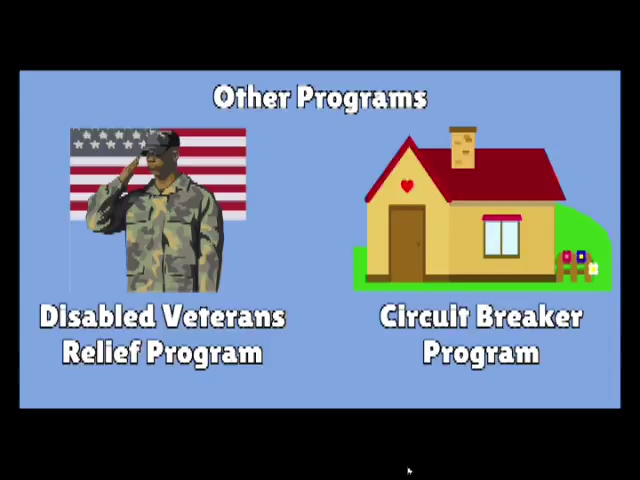 Other Programs
Disabled Veterans
Relief Program
Circuit Breaker
Program